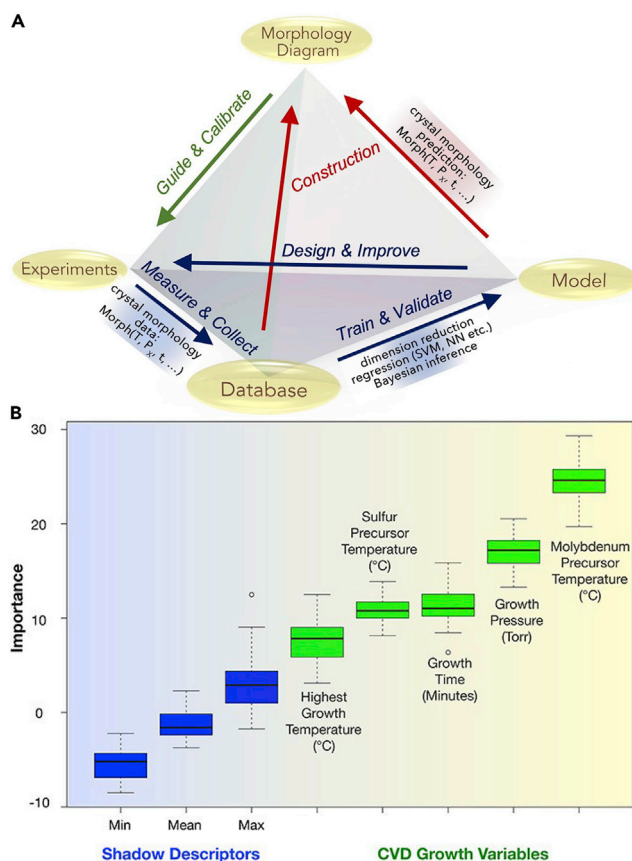 A
Morphology
Diagram
Guide & Calibrate
Construction
crystal morphology
prediction:
Morph(T, Pₓ, t, ...)
Design & Improve
Experiments
Model
Measure & Collect
crystal morphology
data:
Morph(T, Pₓ, t, ...)
Train & Validate
dimension reduction
regression (SVM, NN etc.)
Bayesian inference
Database
B
Importance
30
20
10
0
-10
Sulfur
Precursor
Temperature
(°C)
Molybdenum
Precursor
Temperature
(°C)
Growth
Pressure
(Torr)
Growth
Time
(Minutes)
Highest
Growth
Temperature
(°C)
Min
Mean
Max
Shadow Descriptors
CVD Growth Variables